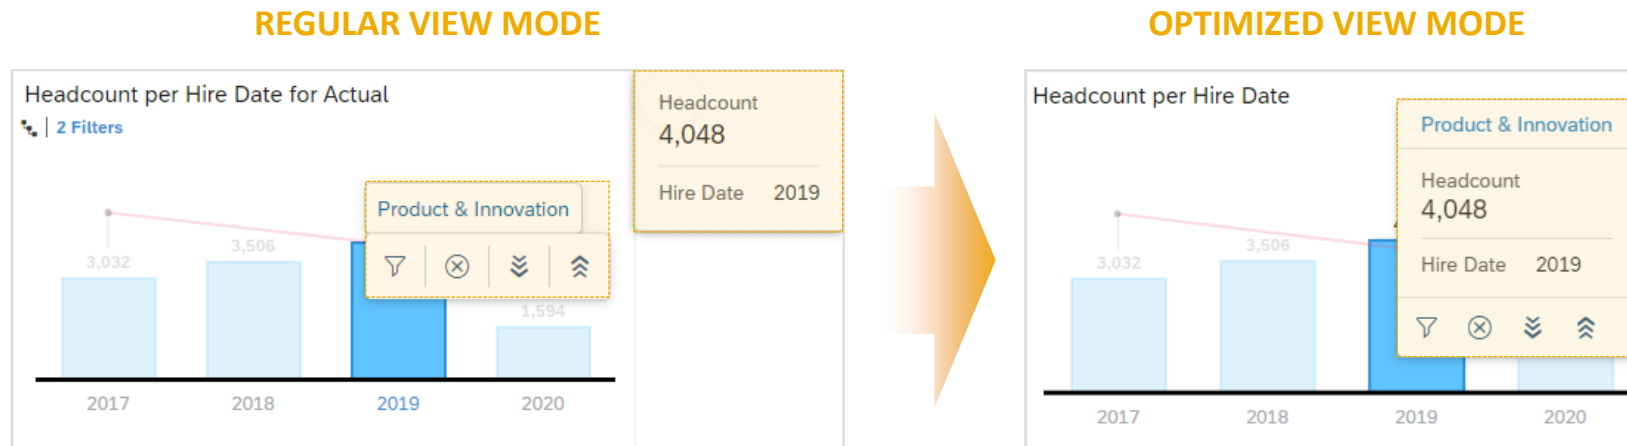 REGULAR VIEW MODE
Headcount per Hire Date for Actual
2 Filters
Headcount
4,048
Hire Date 2019
Product & Innovation
3,032
3,506
1,594
2017 2018 2019 2020
OPTIMIZED VIEW MODE
Headcount per Hire Date
Product & Innovation
Headcount
4,048
Hire Date 2019
3,032
3,506
2017 2018 2019 2020